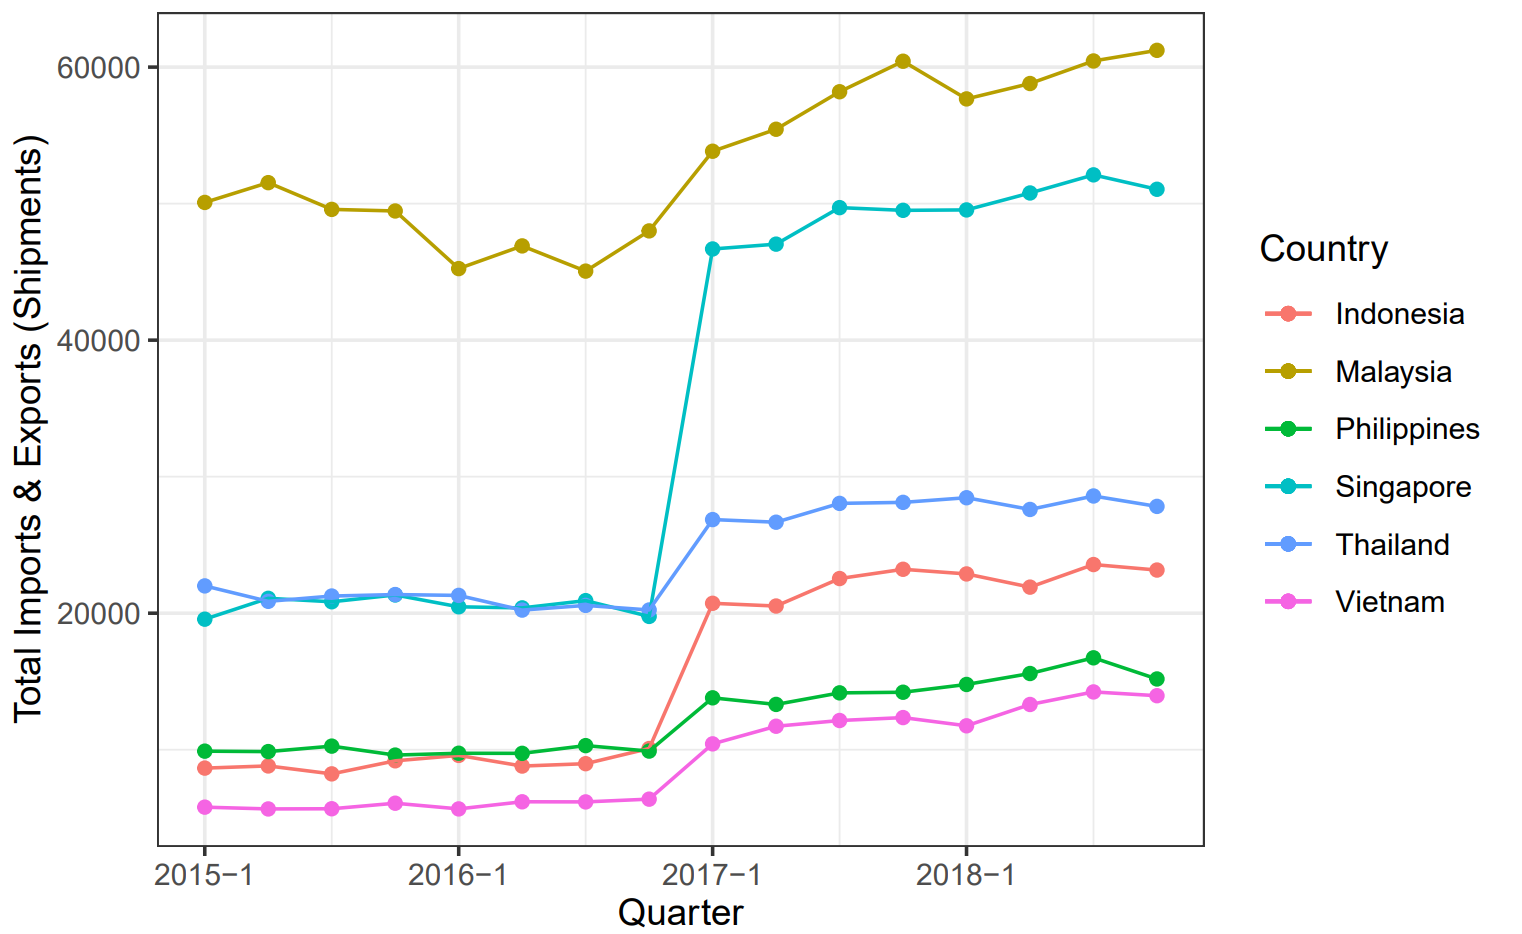 Total Imports & Exports (Shipments)
60000
40000
20000
2015−1
2016−1
2017−1
2018−1
Quarter
Country
Indonesia
Malaysia
Philippines
Singapore
Thailand
Vietnam